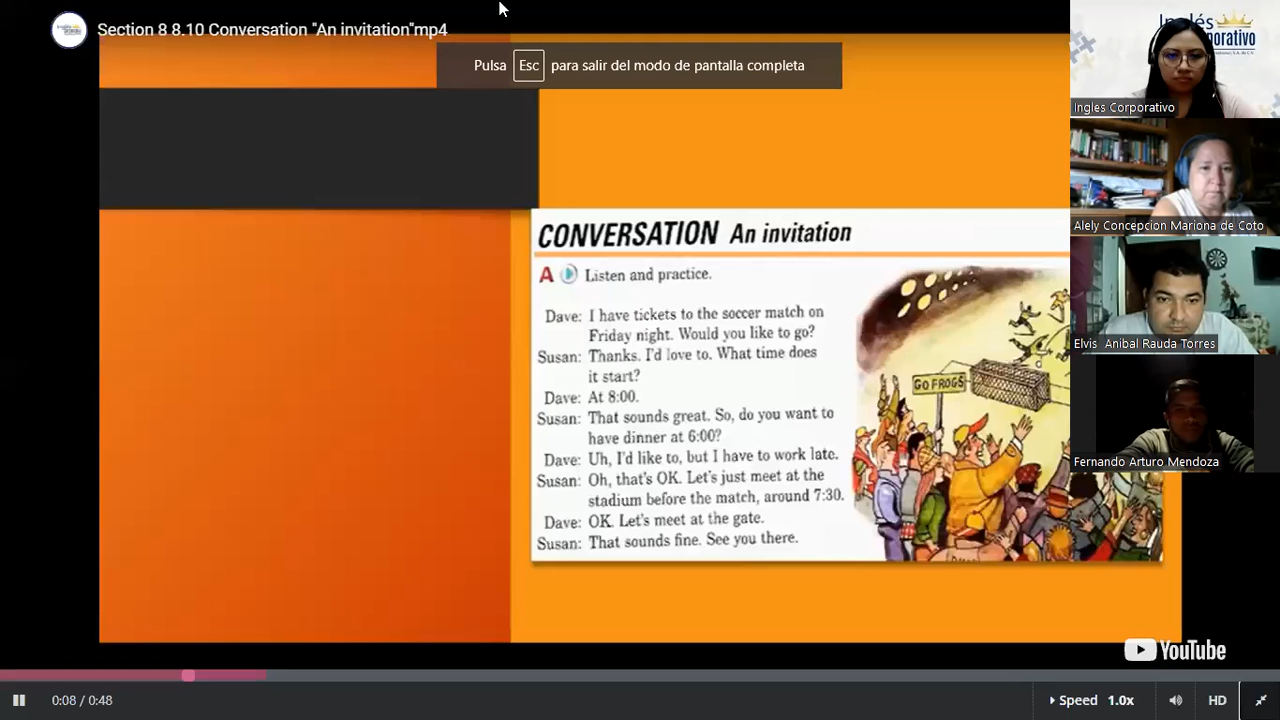 Section 8 8.10 Conversation "An invitation"mp4
Pulsa Esc para salir del modo de pantalla completa
Inglés
Corporativo
Ingles Corporativo
Alely Concepcion Mariona de Coto
Elvis Anibal Rauda Torres
Fernando Arturo Mendoza
CONVERSATION An invitation
A Listen and practice.
Dave: I have tickets to the soccer match on
Friday night. Would you like to go?
Susan: Thanks. I'd love to. What time does
it start?
Dave: At 8:00.
Susan: That sounds great. So, do you want to
have dinner at 6:00?
Dave: Uh, I'd like to, but I have to work late.
Susan: Oh, that's OK. Let's just meet at the
stadium before the match, around 7:30.
Dave: OK. Let's meet at the gate.
Susan: That sounds fine. See you there.
GO FROGS
YouTube
0:08 / 0:48
Speed 1.0x
HD